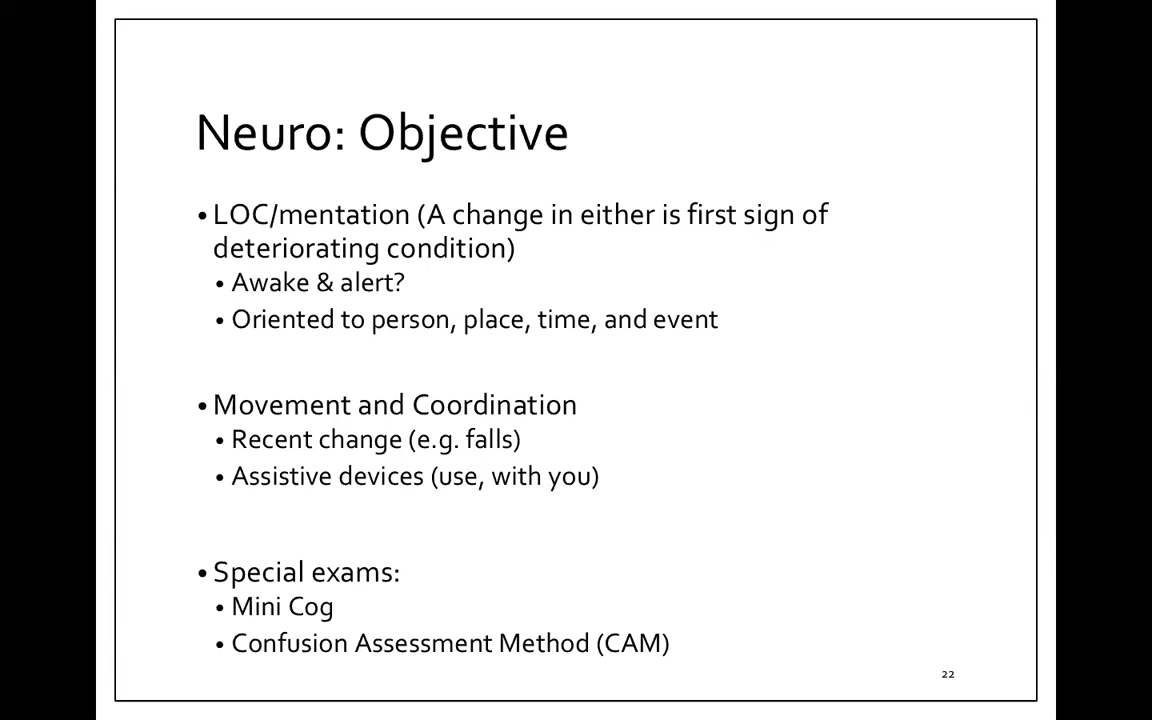 Neuro: Objective
• LOC/mentation (A change in either is first sign of
deteriorating condition)
• Awake & alert?
• Oriented to person, place, time, and event
• Movement and Coordination
• Recent change (e.g. falls)
• Assistive devices (use, with you)
• Special exams:
• Mini Cog
• Confusion Assessment Method (CAM)
22